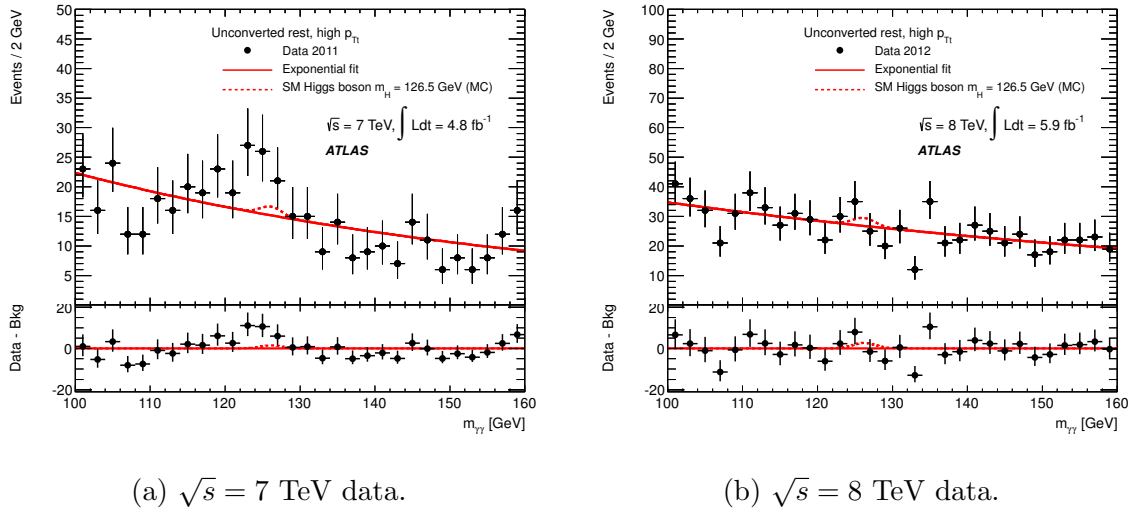 Events / 2 GeV
50
45
40
35
30
25
20
15
10
5
Unconverted rest, high p_Tt
Data 2011
Exponential fit
SM Higgs boson m_H = 126.5 GeV (MC)
√s = 7 TeV, ∫ Ldt = 4.8 fb⁻¹
ATLAS
Data - Bkg
20
0
-20
100 110 120 130 140 150 160
m_γγ [GeV]
(a) √s = 7 TeV data.
Events / 2 GeV
100
90
80
70
60
50
40
30
20
10
Unconverted rest, high p_Tt
Data 2012
Exponential fit
SM Higgs boson m_H = 126.5 GeV (MC)
√s = 8 TeV, ∫ Ldt = 5.9 fb⁻¹
ATLAS
Data - Bkg
20
0
-20
100 110 120 130 140 150 160
m_γγ [GeV]
(b) √s = 8 TeV data.